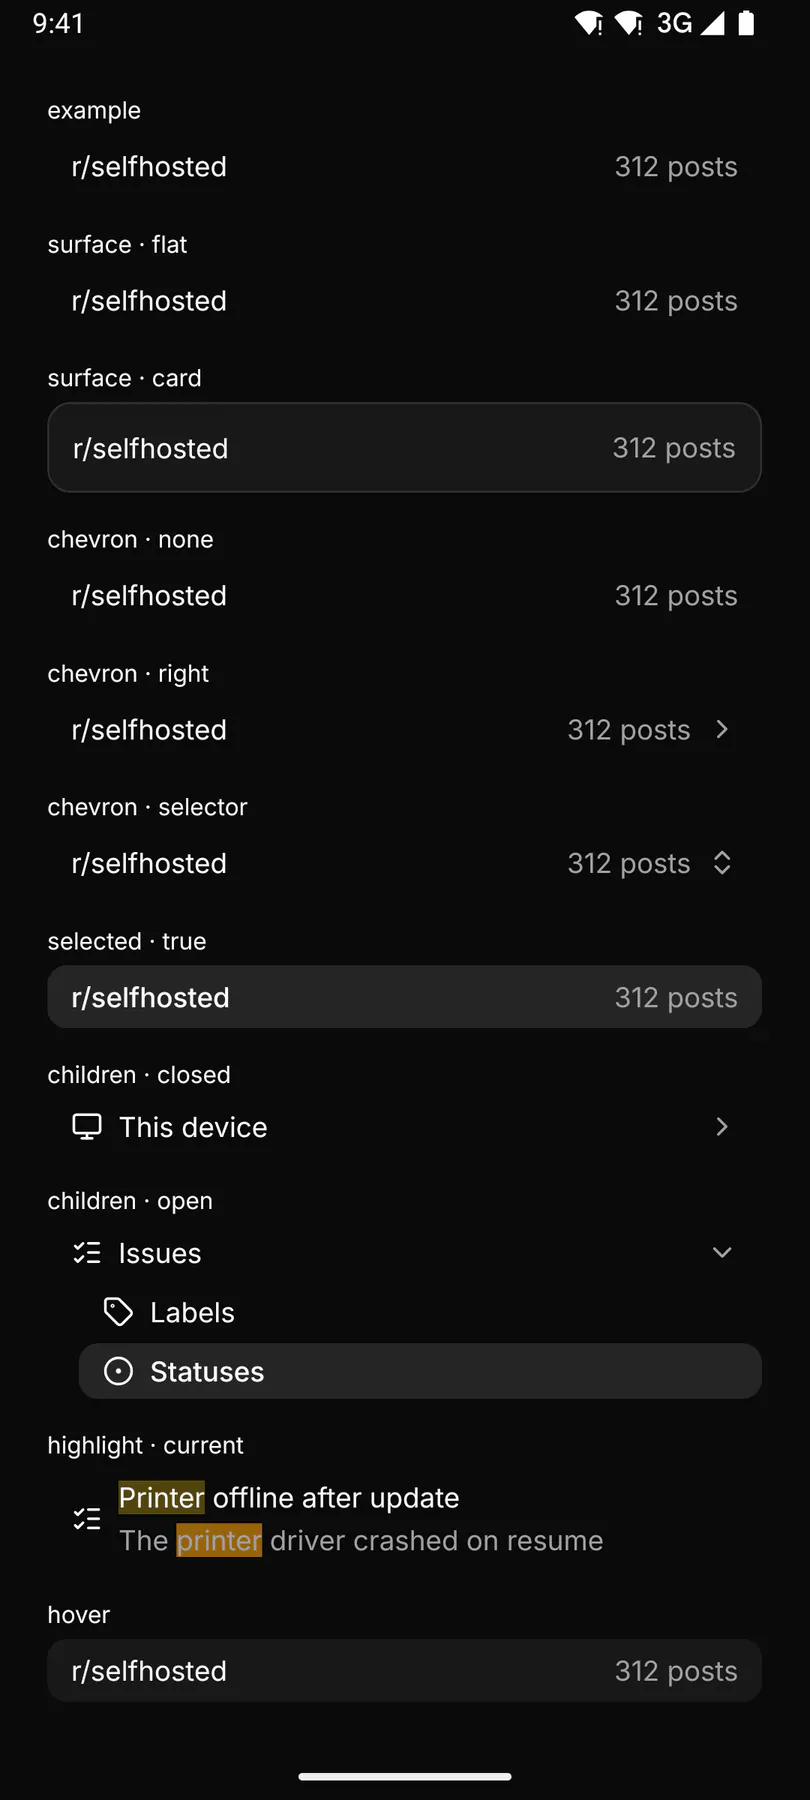 9:41
3G
example
r/selfhosted 312 posts
surface · flat
r/selfhosted 312 posts
surface · card
r/selfhosted 312 posts
chevron · none
r/selfhosted 312 posts
chevron · right
r/selfhosted 312 posts
chevron · selector
r/selfhosted 312 posts
selected · true
r/selfhosted 312 posts
children · closed
This device
children · open
Issues
Labels
Statuses
highlight · current
Printer offline after update
The printer driver crashed on resume
hover
r/selfhosted 312 posts